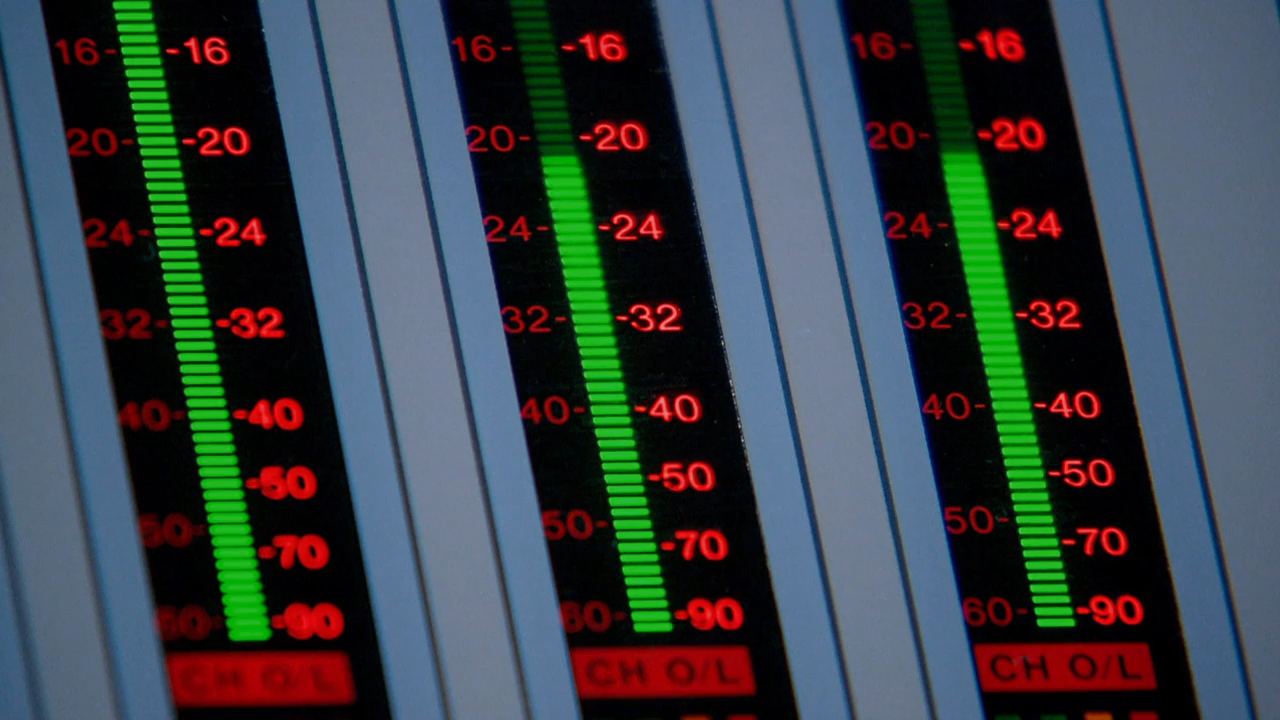 16- -16 16- -16 16- -16
20- -20 20- -20 20- -20
24- -24 24- -24 24- -24
32- -32 32- -32 32- -32
40- -40 40- -40 40- -40
-50 -50 -50
50- 50- 50-
-70 -70 -70
60- -90 60- -90 60- -90
CH O/L CH O/L CH O/L